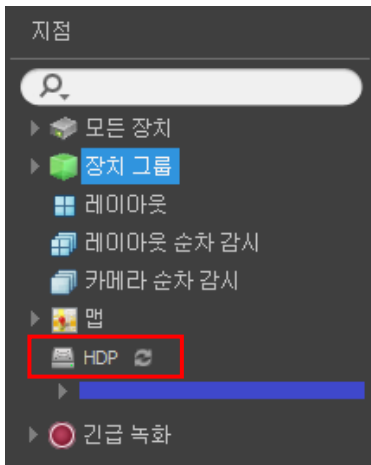 지점
모든 장치
장치 그룹
레이아웃
레이아웃 순차 감시
카메라 순차 감시
맵
HDP
긴급 녹화